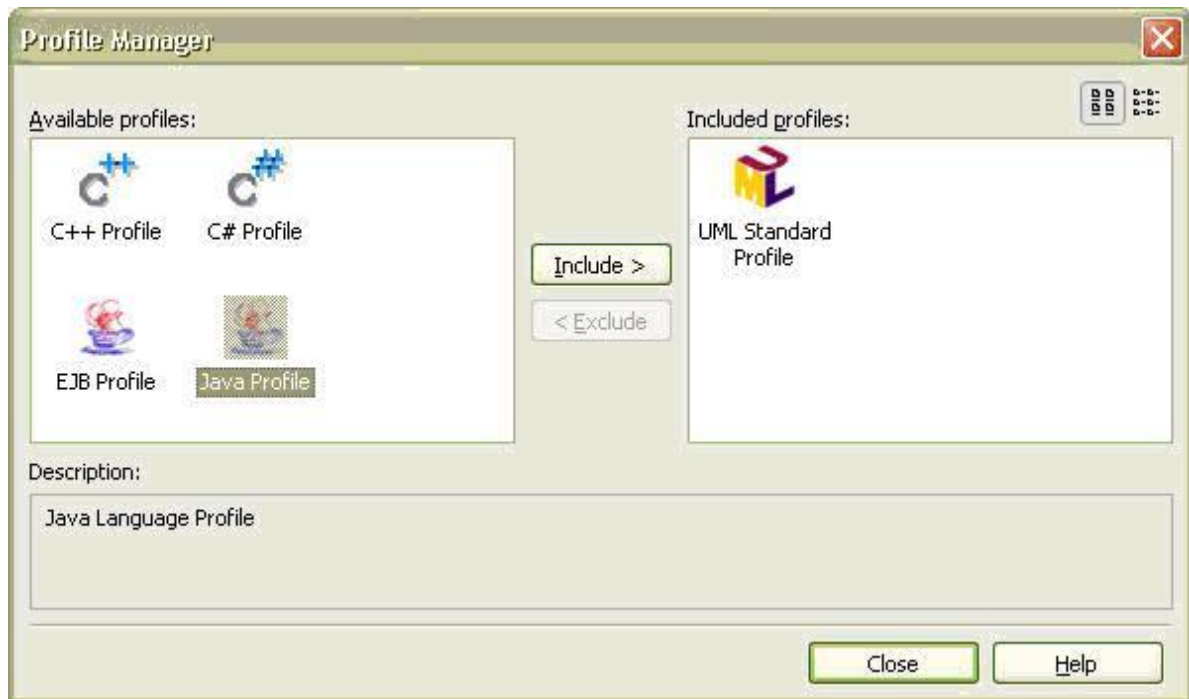 Profile Manager
Available profiles:
Included profiles:
C++
C#
UML
C++ Profile
C# Profile
UML Standard
Profile
Include >
< Exclude
EJB Profile
Java Profile
Description:
Java Language Profile
Close
Help